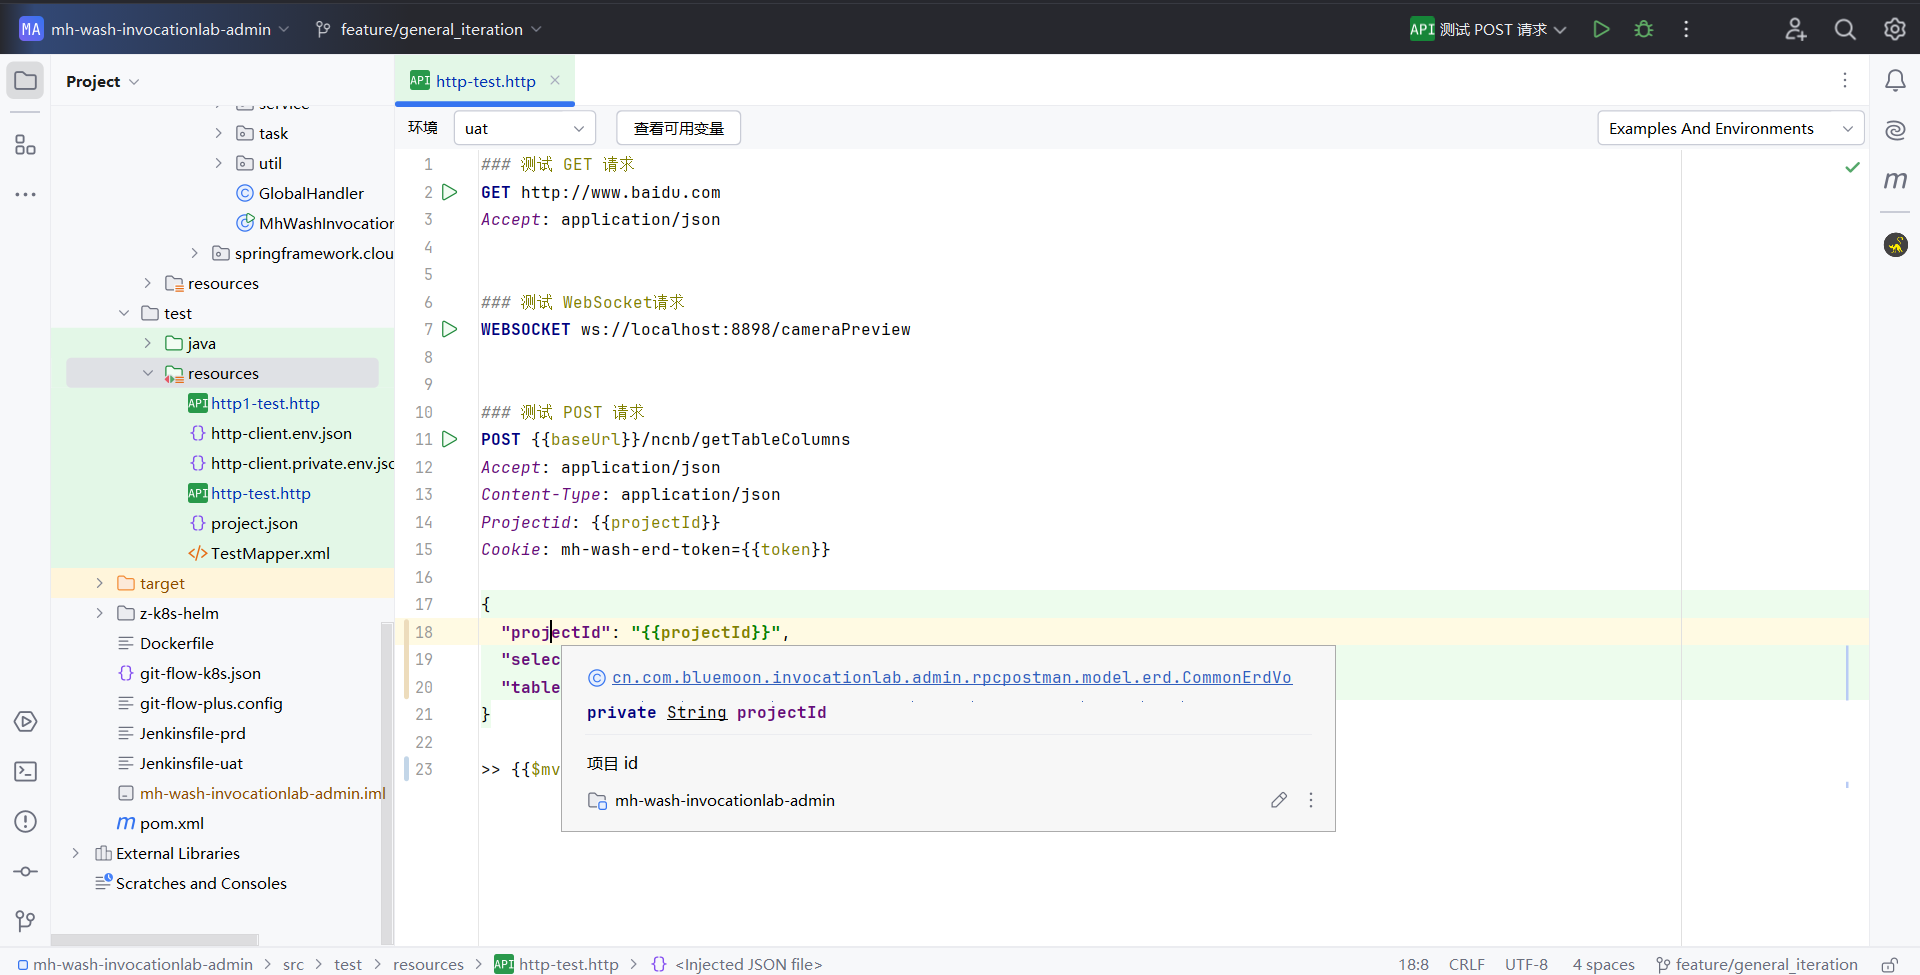 MA mh-wash-invocationlab-admin feature/general_iteration API 测试 POST 请求
Project
API http-test.http
环境 uat 查看可用变量 Examples And Environments
service
task
util
GlobalHandler
MhWashInvocation
springframework.clou
resources
test
java
resources
API http1-test.http
http-client.env.json
http-client.private.env.jsc
API http-test.http
project.json
TestMapper.xml
target
z-k8s-helm
Dockerfile
git-flow-k8s.json
git-flow-plus.config
Jenkinsfile-prd
Jenkinsfile-uat
mh-wash-invocationlab-admin.iml
m pom.xml
External Libraries
Scratches and Consoles
1 ### 测试 GET 请求
2 GET http://www.baidu.com
3 Accept: application/json
4
5
6 ### 测试 WebSocket请求
7 WEBSOCKET ws://localhost:8898/cameraPreview
8
9
10 ### 测试 POST 请求
11 POST {{baseUrl}}/ncnb/getTableColumns
12 Accept: application/json
13 Content-Type: application/json
14 Projectid: {{projectId}}
15 Cookie: mh-wash-erd-token={{token}}
16
17 {
18 "projectId": "{{projectId}}",
19 "selec
20 "table
21 }
22
23 >> {{$mv
cn.com.bluemoon.invocationlab.admin.rpcpostman.model.erd.CommonErdVo
private String projectId
项目 id
mh-wash-invocationlab-admin
m
mh-wash-invocationlab-admin > src > test > resources > API http-test.http > {} <Injected JSON file>
18:8 CRLF UTF-8 4 spaces feature/general_iteration